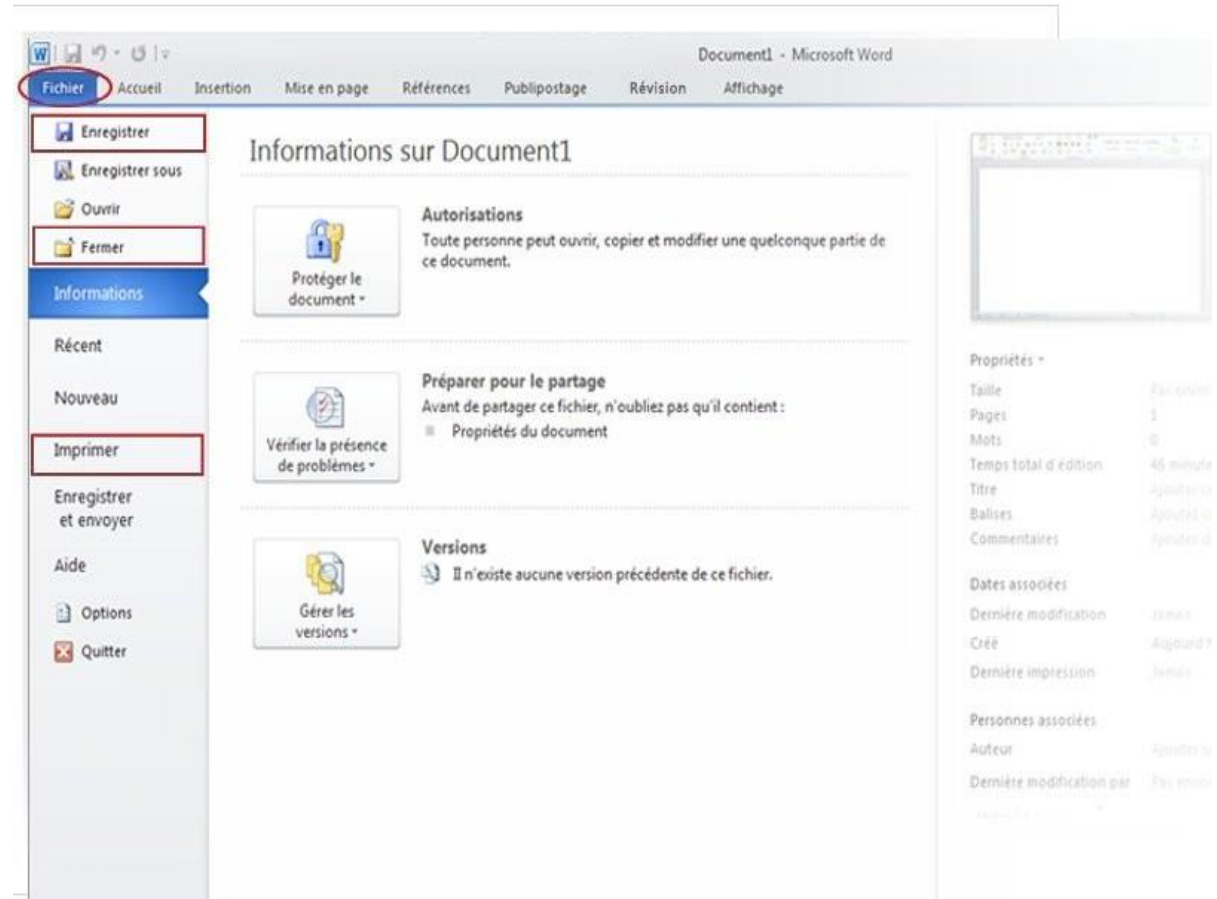 Document1 - Microsoft Word
Fichier Accueil Insertion Mise en page Références Publipostage Révision Affichage
Enregistrer
Enregistrer sous
Ouvrir
Fermer
Informations
Récent
Nouveau
Imprimer
Enregistrer
et envoyer
Aide
Options
Quitter
Informations sur Document1
Protéger le
document
Autorisations
Toute personne peut ouvrir, copier et modifier une quelconque partie de
ce document.
Vérifier la présence
de problèmes
Préparer pour le partage
Avant de partager ce fichier, n'oubliez pas qu'il contient :
Propriétés du document
Gérer les
versions
Versions
Il n'existe aucune version précédente de ce fichier.
Propriétés
Taille
Pages 1
Mots 0
Temps total d'édition 46
Titre
Balises
Commentaires
Dates associées
Dernière modification Jamais
Créé
Dernière impression Jamais
Personnes associées
Auteur
Dernière modification par